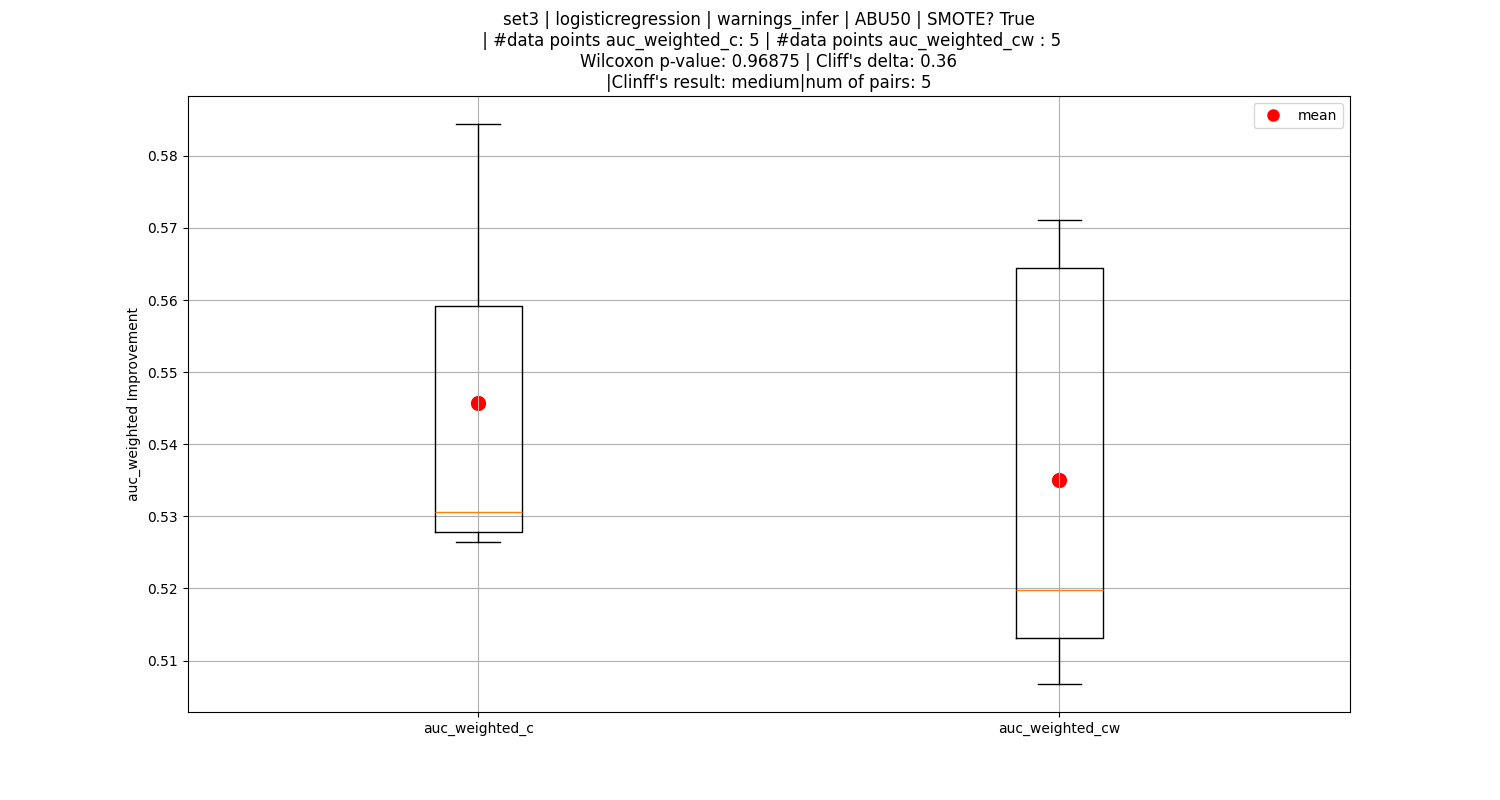 set3 | logisticregression | warnings_infer | ABU50 | SMOTE? True
| #data points auc_weighted_c: 5 | #data points auc_weighted_cw : 5
Wilcoxon p-value: 0.96875 | Cliff's delta: 0.36
|Clinff's result: medium|num of pairs: 5
mean
auc_weighted Improvement
0.58
0.57
0.56
0.55
0.54
0.53
0.52
0.51
auc_weighted_c
auc_weighted_cw